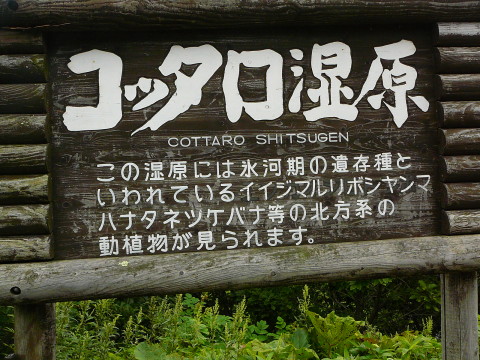 コッタロ湿原
COTTARO SHITSUGEN
この湿原には氷河期の遺存種と
いわれているイイジマルリボシヤンマ
ハナタネツケバナ等の北方系の
動植物が見られます。